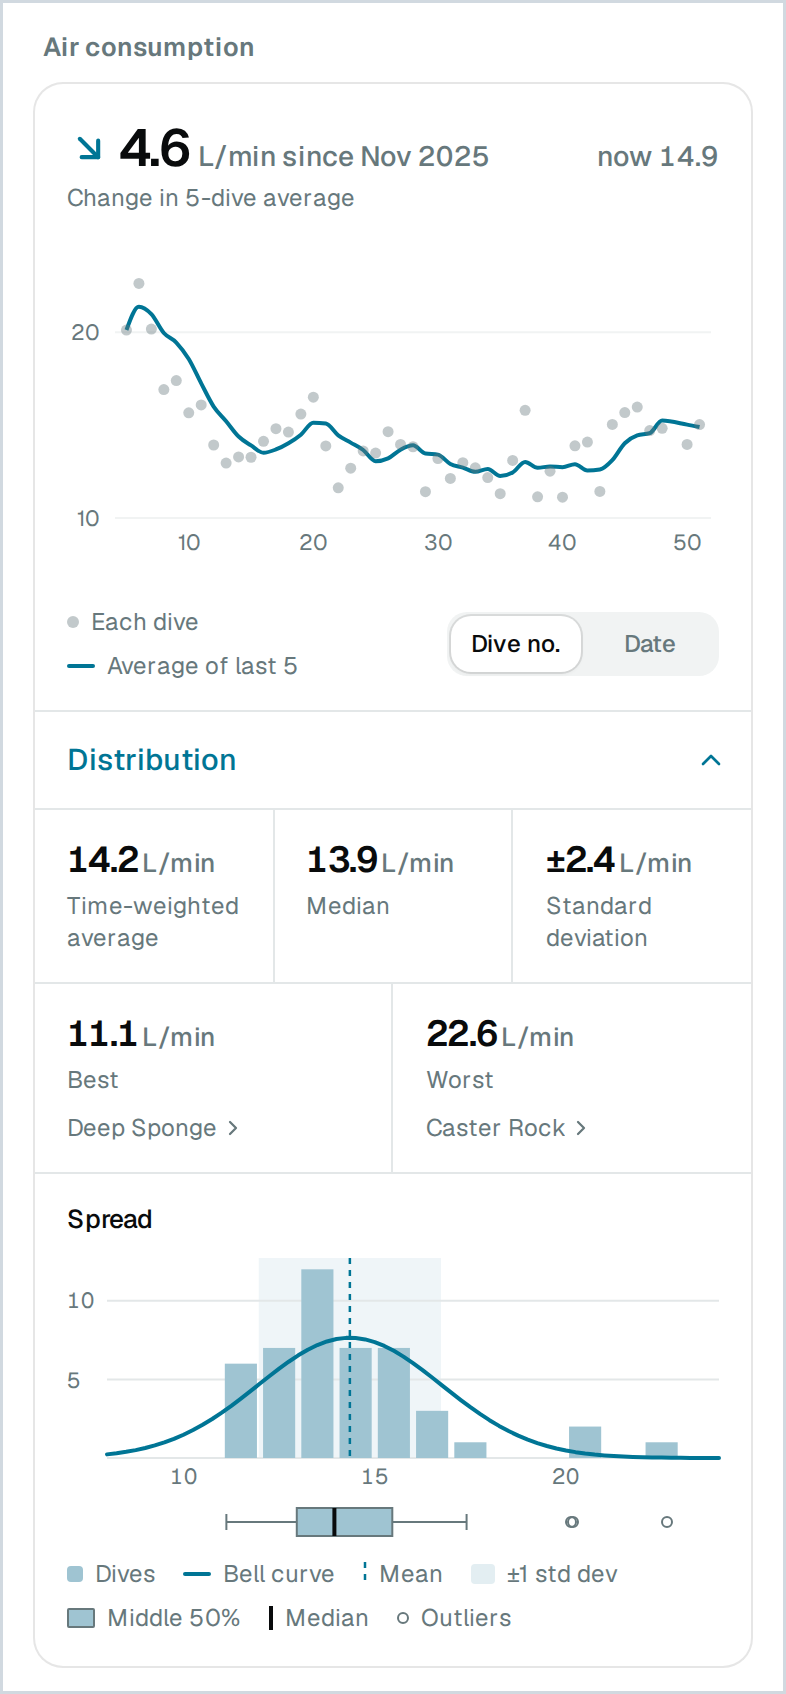 Air consumption
4.6 L/min since Nov 2025 now 14.9
Change in 5-dive average
20
10
10 20 30 40 50
Each dive
Average of last 5
Dive no. Date
Distribution
14.2 L/min
Time-weighted
average
13.9 L/min
Median
±2.4 L/min
Standard
deviation
11.1 L/min
Best
Deep Sponge
22.6 L/min
Worst
Caster Rock
Spread
10
5
10 15 20
Dives Bell curve Mean ±1 std dev
Middle 50% Median Outliers